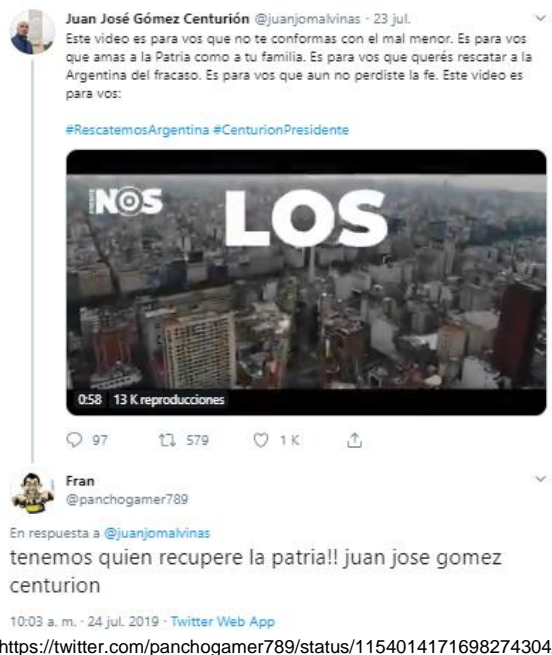 Juan José Gómez Centurión @juanjomalvinas · 23 jul.
Este video es para vos que no te conformas con el mal menor. Es para vos
que amas a la Patria como a tu familia. Es para vos que querés rescatar a la
Argentina del fracaso. Es para vos que aun no perdiste la fe. Este video es
para vos:
#RescatemosArgentina #CenturionPresidente
FRENTE NOS
LOS
0:58 13 K reproducciones
97 579 1 K
Fran
@panchogamer789
En respuesta a @juanjomalvinas
tenemos quien recupere la patria!! juan jose gomez
centurion
10:03 a. m. · 24 jul. 2019 · Twitter Web App
https://twitter.com/panchogamer789/status/1154014171698274304